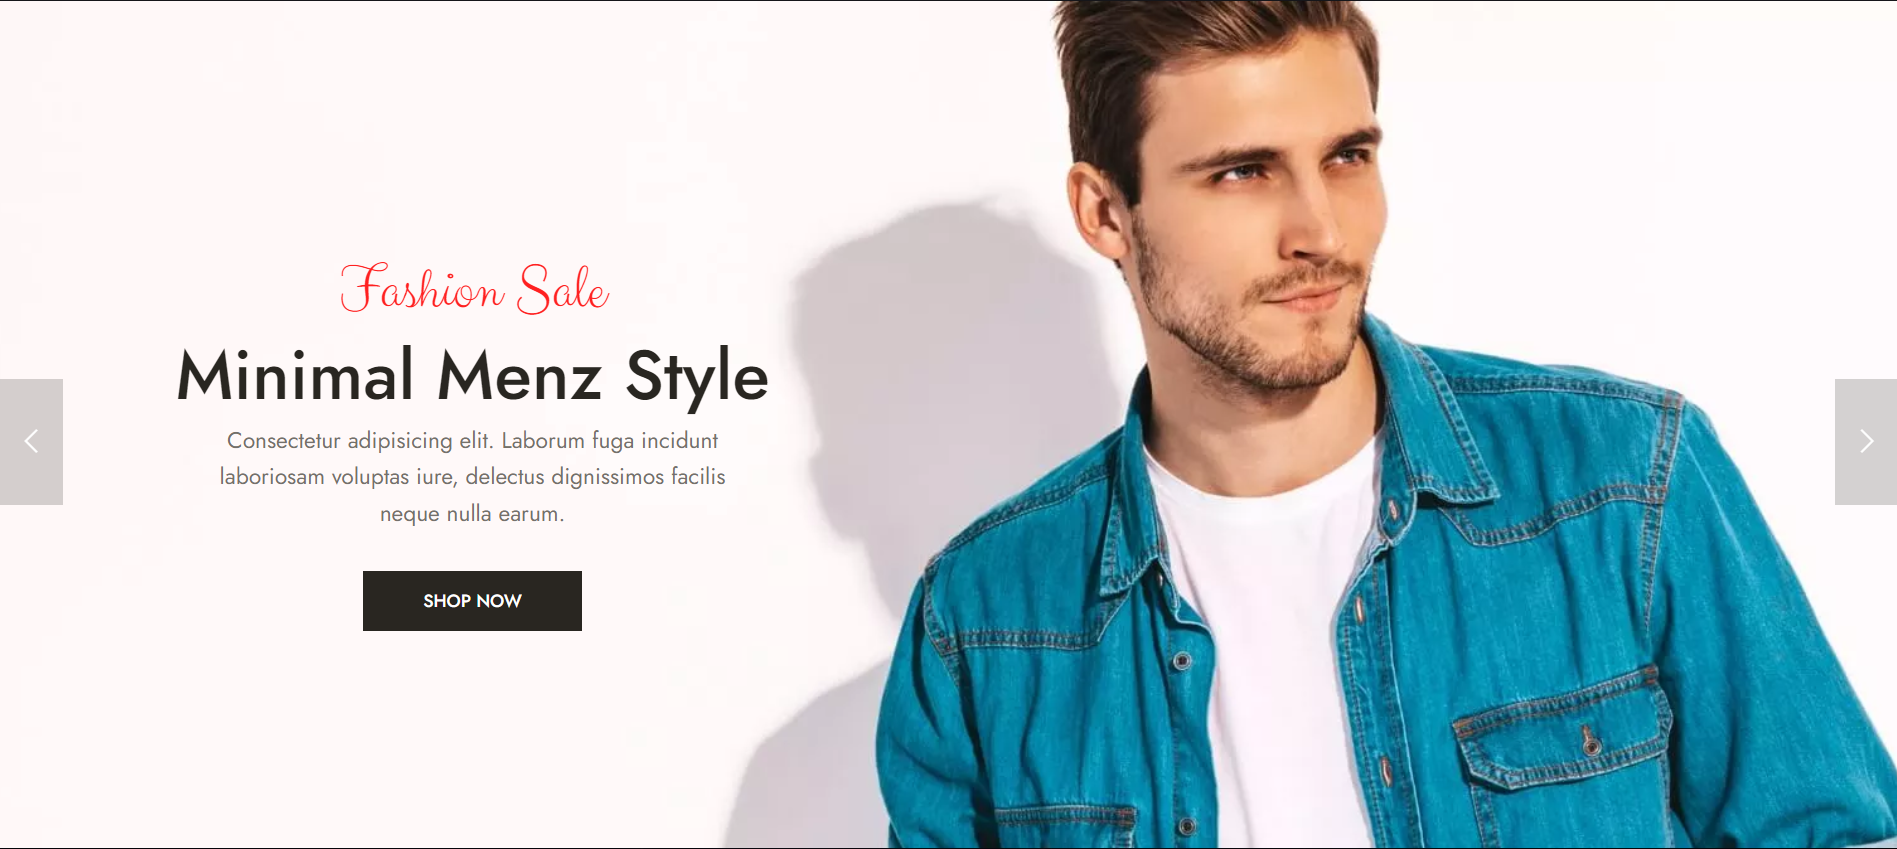 Fashion Sale
Minimal Menz Style
Consectetur adipisicing elit. Laborum fuga incidunt
laboriosam voluptas iure, delectus dignissimos facilis
neque nulla earum.
SHOP NOW